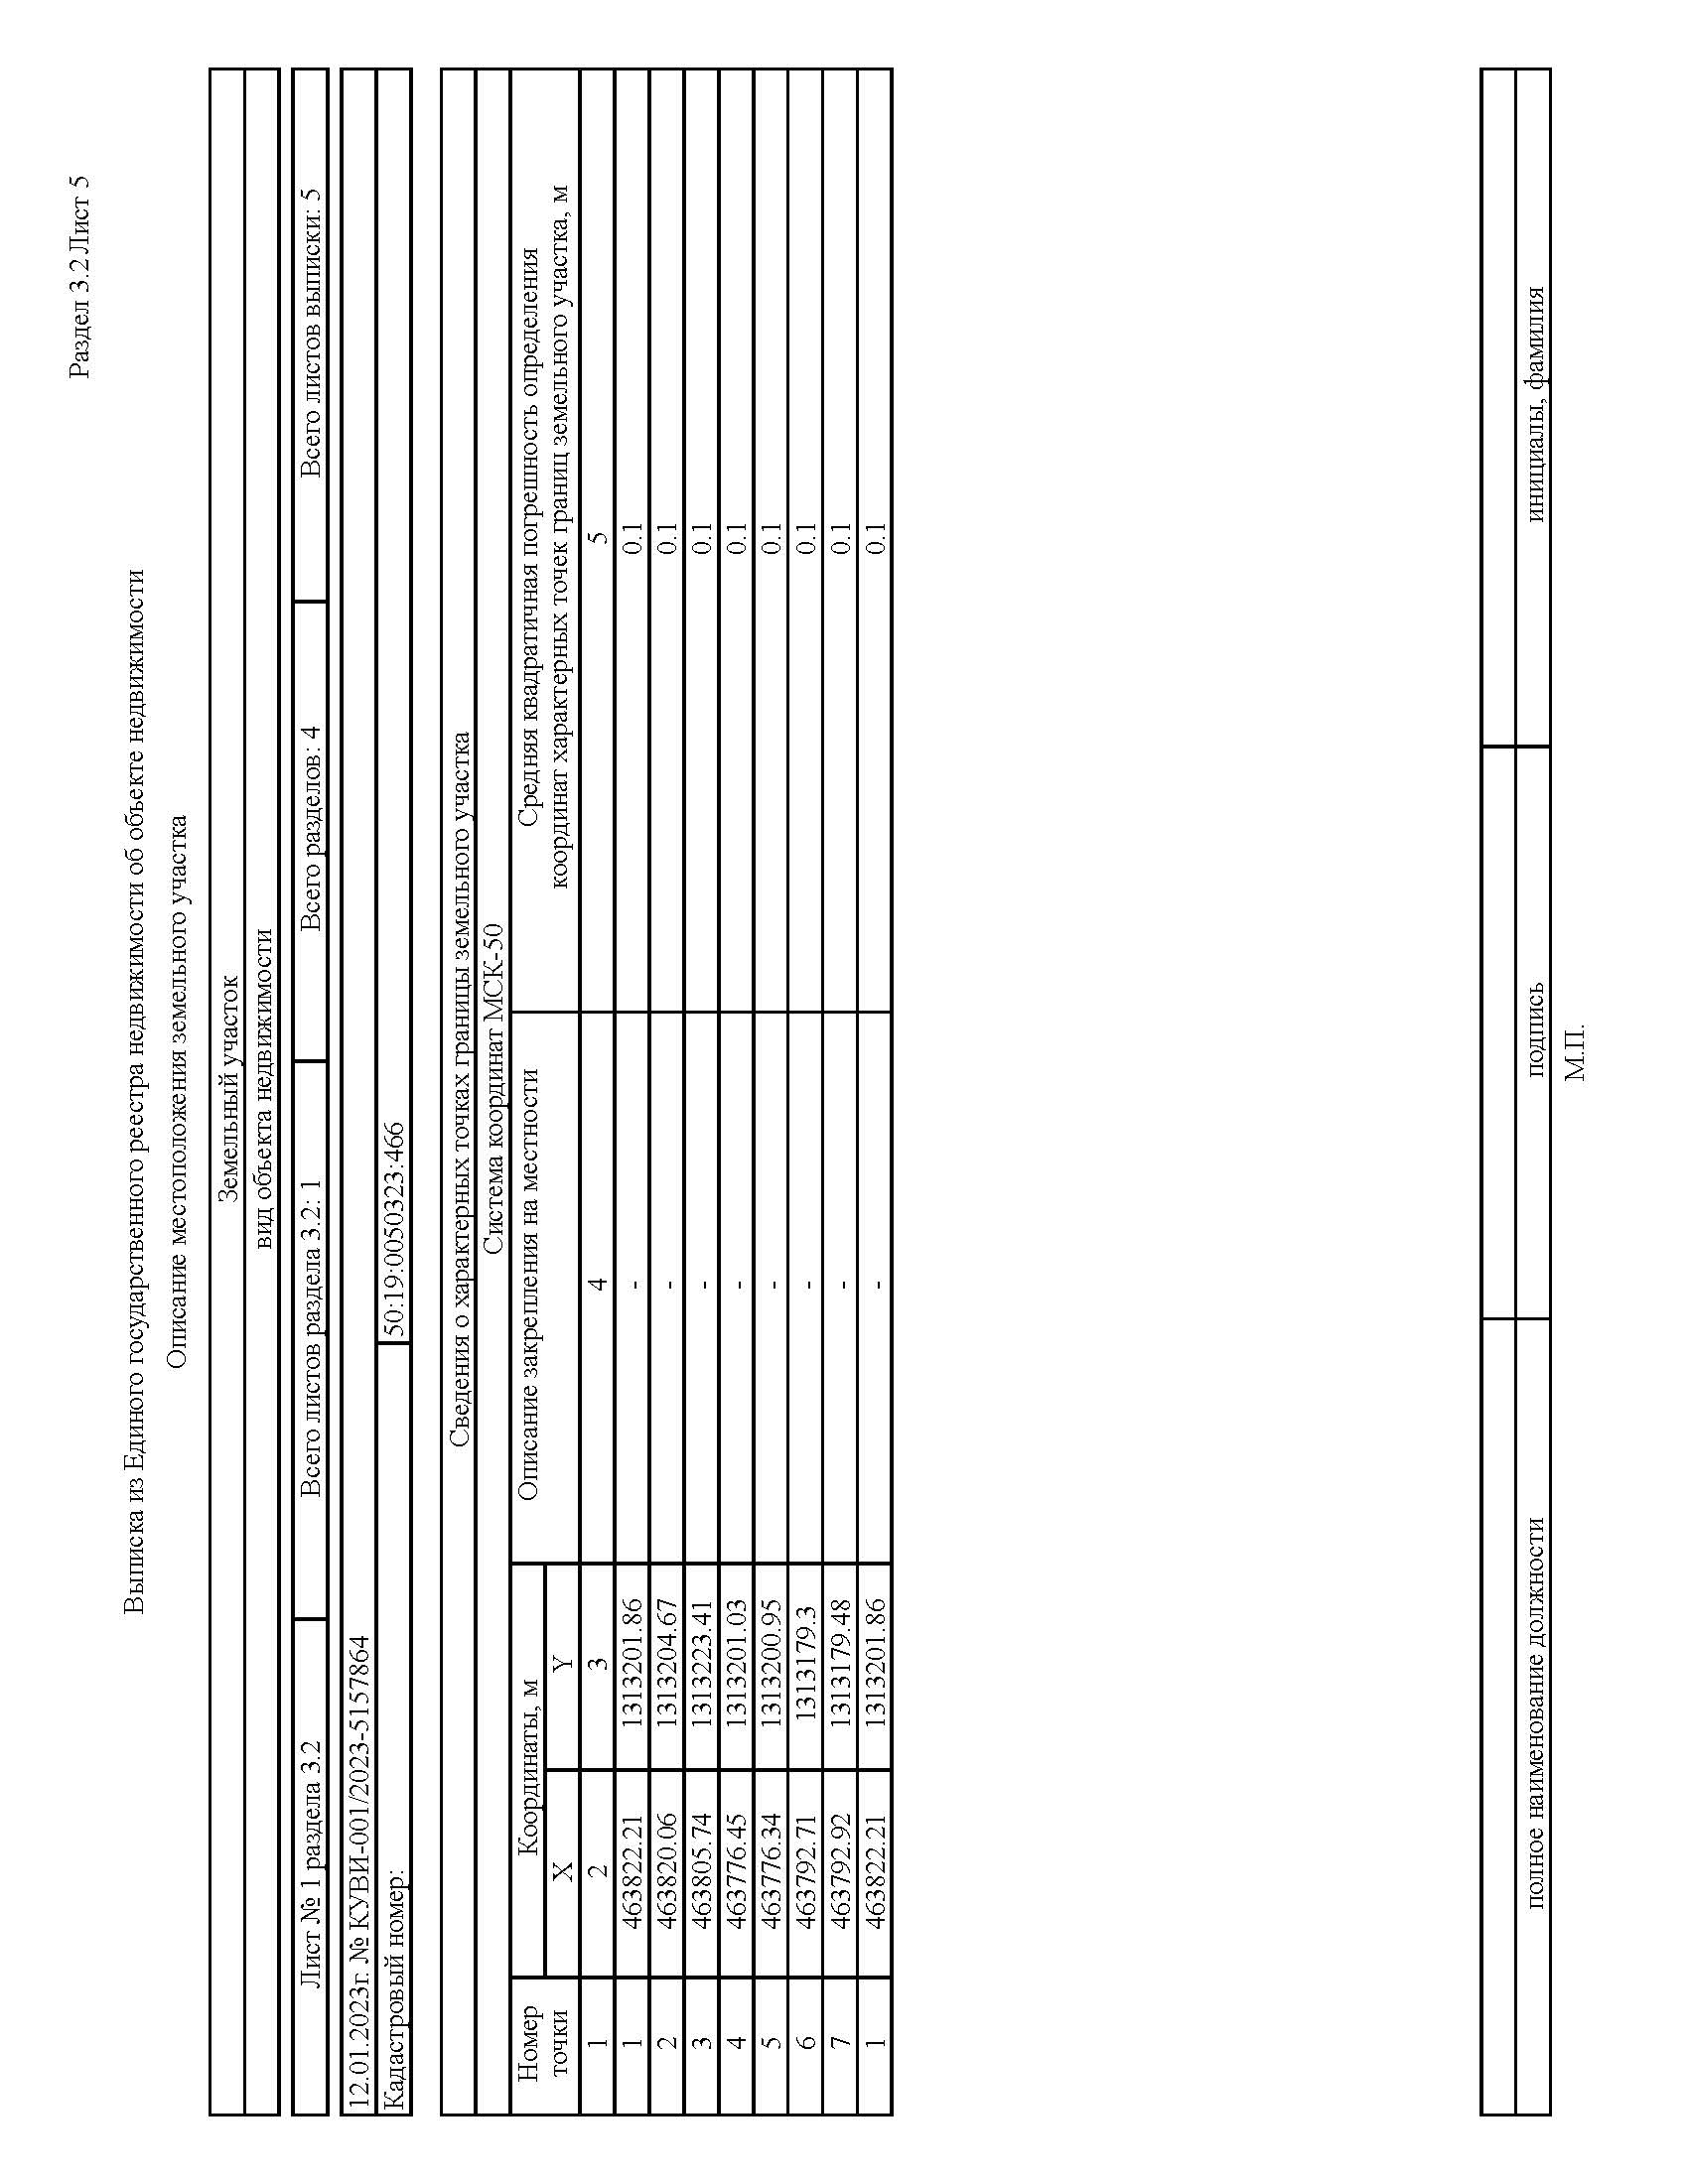 Раздел 3.2 Лист 5
Выписка из Единого государственного реестра недвижимости об объекте недвижимости
Описание местоположения земельного участка
Земельный участок
вид объекта недвижимости
Лист № 1 раздела 3.2 Всего листов раздела 3.2: 1 Всего разделов: 4 Всего листов выписки: 5
12.01.2023г. № КУВИ-001/2023-5157864
Кадастровый номер: 50:19:0050323:466
Сведения о характерных точках границы земельного участка
Система координат МСК-50
Номер точки Координаты, м Описание закрепления на местности Средняя квадратичная погрешность определения координат характерных точек границ земельного участка, м
X Y
1 2 3 4 5
1 463822.21 1313201.86 - 0.1
2 463820.06 1313204.67 - 0.1
3 463805.74 1313223.41 - 0.1
4 463776.45 1313201.03 - 0.1
5 463776.34 1313200.95 - 0.1
6 463792.71 1313179.3 - 0.1
7 463792.92 1313179.48 - 0.1
1 463822.21 1313201.86 - 0.1
полное наименование должности подпись инициалы, фамилия
М.П.